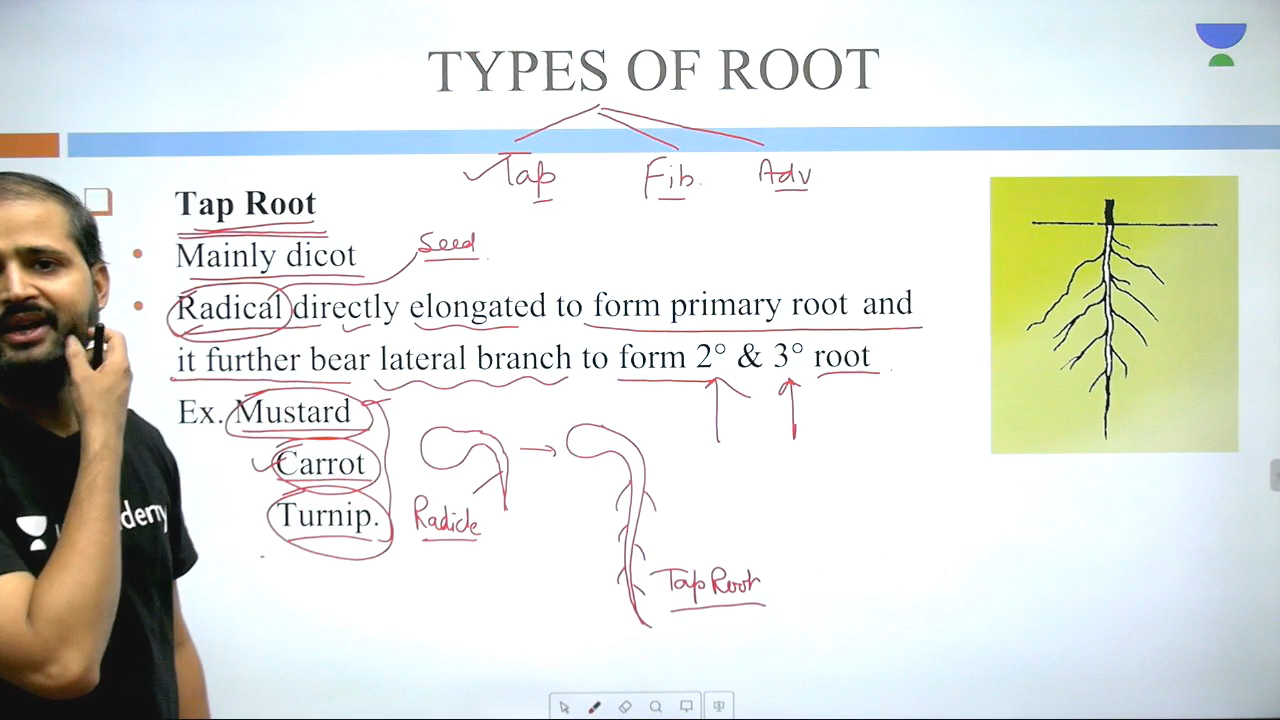 TYPES OF ROOT
Tap Fib. Adv
Tap Root
Mainly dicot
Seed
Radical directly elongated to form primary root and
it further bear lateral branch to form 2° & 3° root
Ex. Mustard
Carrot
Turnip.
Radicle
Tap Root